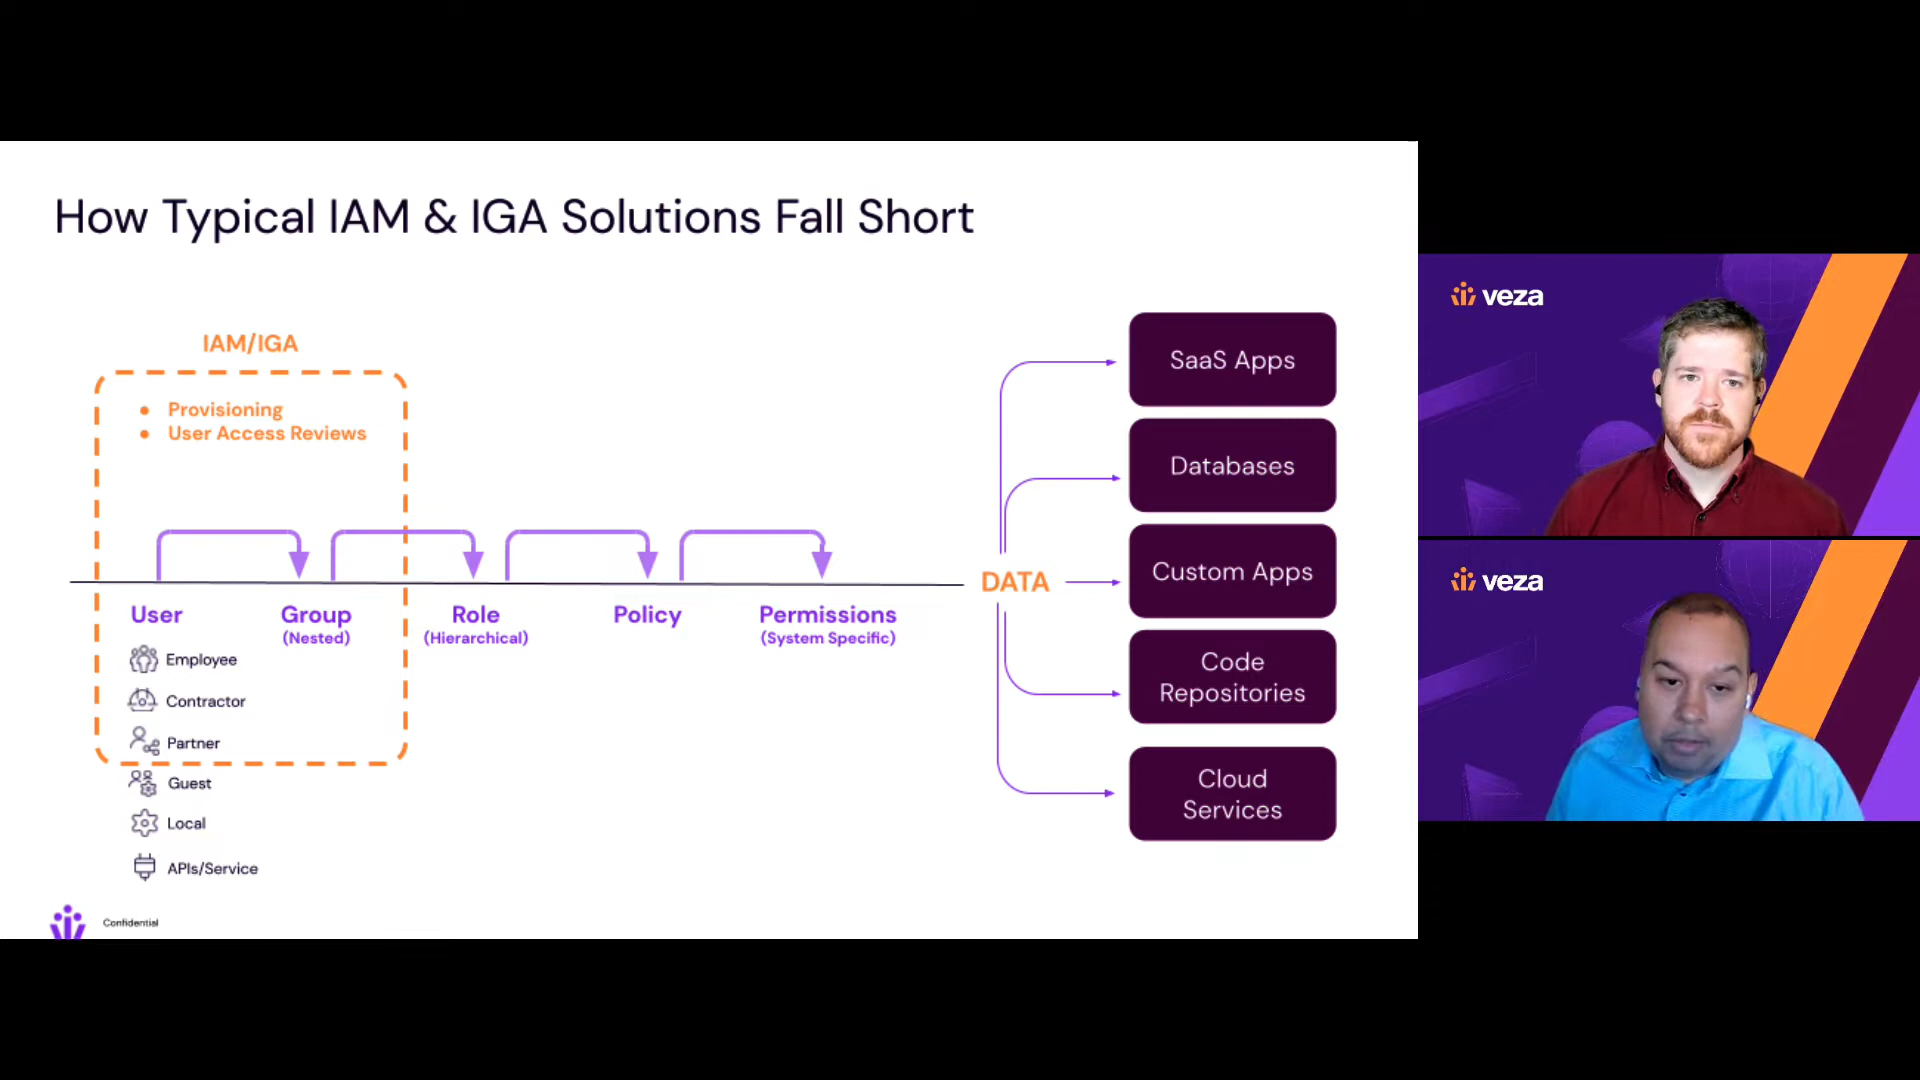 How Typical IAM & IGA Solutions Fall Short
IAM/IGA
• Provisioning
• User Access Reviews
User
Group
(Nested)
Role
(Hierarchical)
Policy
Permissions
(System Specific)
Employee
Contractor
Partner
Guest
Local
APIs/Service
DATA
SaaS Apps
Databases
Custom Apps
Code
Repositories
Cloud
Services
Confidential
veza
veza